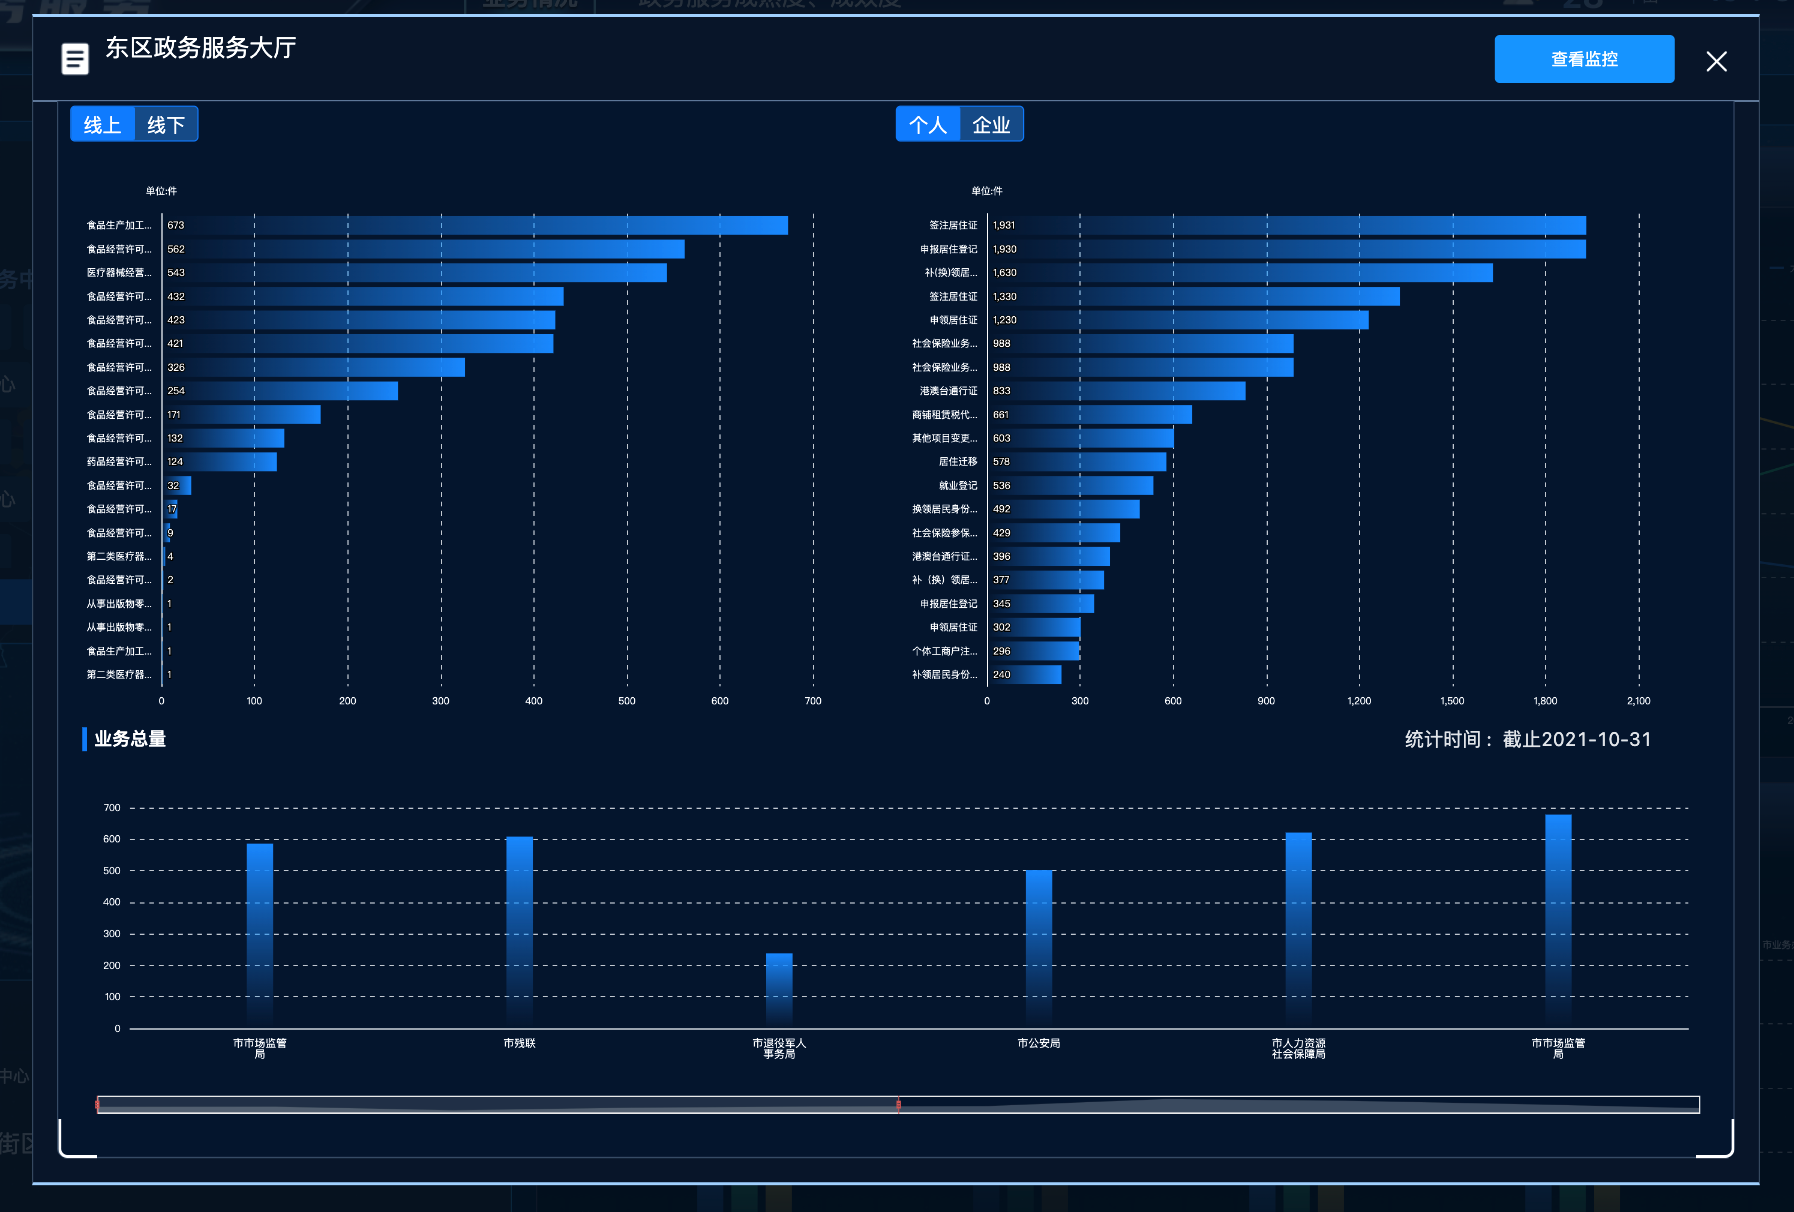 东区政务服务大厅
查看监控
线上 线下
个人 企业
单位:件
食品生产加工... 673
食品经营许可... 562
医疗器械经营... 543
食品经营许可... 432
食品经营许可... 423
食品经营许可... 421
食品经营许可... 326
食品经营许可... 254
食品经营许可... 171
食品经营许可... 132
药品经营许可... 124
食品经营许可... 32
食品经营许可... 17
食品经营许可... 9
第二类医疗器... 4
食品经营许可... 2
从事出版物零... 1
从事出版物零... 1
食品生产加工... 1
第二类医疗器... 1
0 100 200 300 400 500 600 700
单位:件
签注居住证 1,931
申报居住登记 1,930
补(换)领居... 1,630
签注居住证 1,330
申领居住证 1,230
社会保险业务... 988
社会保险业务... 988
港澳台通行证 833
商铺租赁税代... 661
其他项目变更... 603
居住迁移 578
就业登记 536
换领居民身份... 492
社会保险参保... 429
港澳台通行证... 396
补（换）领居... 377
申报居住登记 345
申领居住证 302
个体工商户注... 296
补领居民身份... 240
0 300 600 900 1,200 1,500 1,800 2,100
业务总量
统计时间：截止2021-10-31
700
600
500
400
300
200
100
0
市市场监管
局
市残联
市退役军人
事务局
市公安局
市人力资源
社会保障局
市市场监管
局